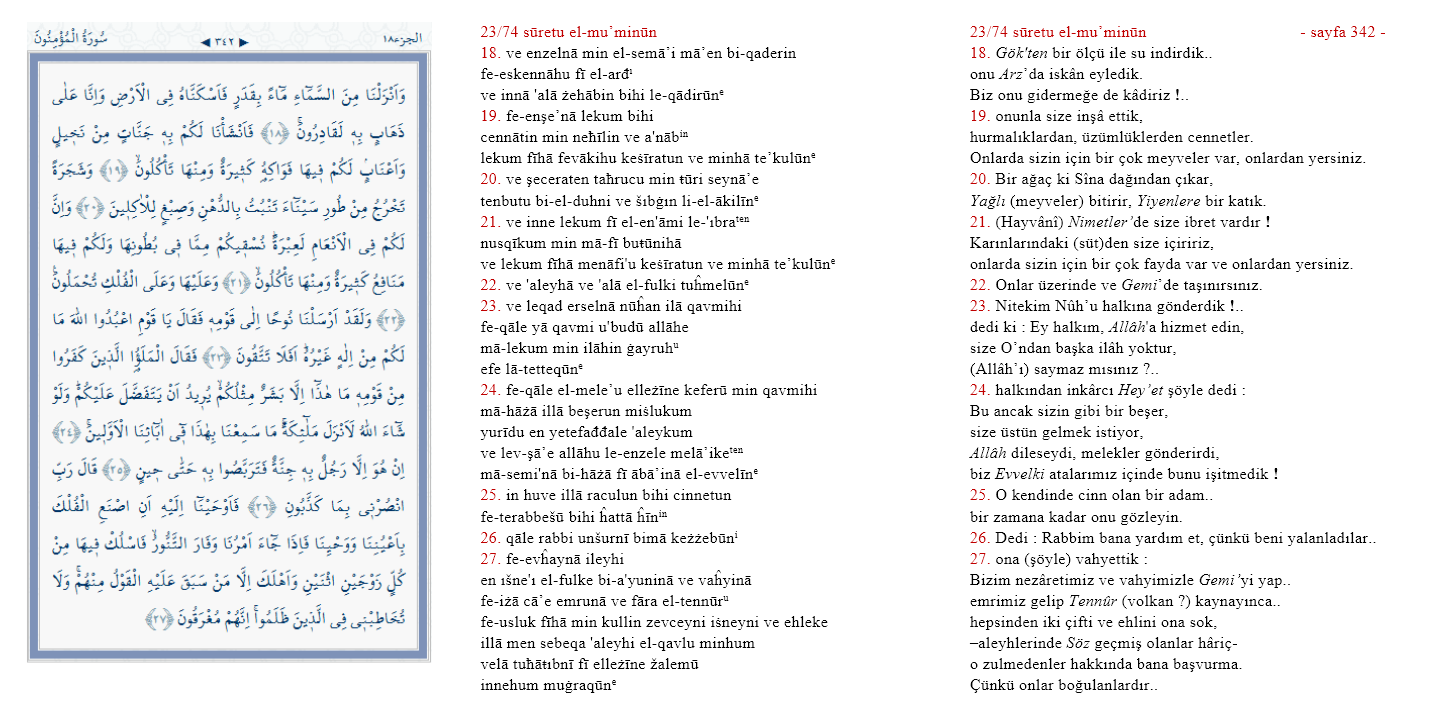 سُورَةُ الْمُؤْمِنُونَ
◄ ٣٤٢ ►
الجزء ١٨
وَاَنْزَلْنَا مِنَ السَّمَٓاءِ مَٓاءً بِقَدَرٍ فَاَسْكَنَّاهُ فِي الْاَرْضِ وَاِنَّا عَلٰى
ذَهَابٍ بِه۪ لَقَادِرُونَۚ ﴿١٨﴾ فَاَنْشَأْنَا لَكُمْ بِه۪ جَنَّاتٍ مِنْ نَخ۪يلٍ
وَاَعْنَابٍۢ لَكُمْ ف۪يهَا فَوَاكِهُ كَث۪يرَةٌ وَمِنْهَا تَأْكُلُونَۙ ﴿١٩﴾ وَشَجَرَةً
تَخْرُجُ مِنْ طُورِ سَيْنَٓاءَ تَنْبُتُ بِالدُّهْنِ وَصِبْغٍ لِلْاٰكِل۪ينَ ﴿٢٠﴾ وَاِنَّ
لَكُمْ فِي الْاَنْعَامِ لَعِبْرَةًۜ نُسْق۪يكُمْ مِمَّا ف۪ي بُطُونِهَا وَلَكُمْ ف۪يهَا
مَنَافِعُ كَث۪يرَةٌ وَمِنْهَا تَأْكُلُونَۙ ﴿٢١﴾ وَعَلَيْهَا وَعَلَى الْفُلْكِ تُحْمَلُونَ۟
﴿٢٢﴾ وَلَقَدْ اَرْسَلْنَا نُوحًا اِلٰى قَوْمِه۪ فَقَالَ يَا قَوْمِ اعْبُدُوا اللّٰهَ مَا
لَكُمْ مِنْ اِلٰهٍ غَيْرُهُۜ اَفَلَا تَتَّقُونَ ﴿٢٣﴾ فَقَالَ الْمَلَؤُا الَّذ۪ينَ كَفَرُوا
مِنْ قَوْمِه۪ مَا هٰذَٓا اِلَّا بَشَرٌ مِثْلُكُمْۙ يُر۪يدُ اَنْ يَتَفَضَّلَ عَلَيْكُمْۜ وَلَوْ
شَٓاءَ اللّٰهُ لَاَنْزَلَ مَلٰٓئِكَةًۚ مَا سَمِعْنَا بِهٰذَا ف۪ٓي اٰبَٓائِنَا الْاَوَّل۪ينَۚ ﴿٢٤﴾
اِنْ هُوَ اِلَّا رَجُلٌ بِه۪ جِنَّةٌ فَتَرَبَّصُوا بِه۪ حَتّٰى ح۪ينٍ ﴿٢٥﴾ قَالَ رَبِّ
انْصُرْن۪ي بِمَا كَذَّبُونِ ﴿٢٦﴾ فَاَوْحَيْنَٓا اِلَيْهِ اَنِ اصْنَعِ الْفُلْكَ
بِاَعْيُنِنَا وَوَحْيِنَا فَاِذَا جَٓاءَ اَمْرُنَا وَفَارَ التَّنُّورُۙ فَاسْلُكْ ف۪يهَا مِنْ
كُلٍّ زَوْجَيْنِ اثْنَيْنِ وَاَهْلَكَ اِلَّا مَنْ سَبَقَ عَلَيْهِ الْقَوْلُ مِنْهُمْۚ وَلَا
تُخَاطِبْن۪ي فِي الَّذ۪ينَ ظَلَمُواۚ اِنَّهُمْ مُغْرَقُونَ ﴿٢٧﴾
23/74 sūretu el-mu’minūn
18. ve enzelnā min el-semā’i mā’en bi-qaderin
fe-eskennāhu fī el-arđⁱ
ve innā 'alā żehābin bihi le-qādirūnᵉ
19. fe-enşe’nā lekum bihi
cennātin min neħīlin ve a'nābⁱⁿ
lekum fīhā fevākihu keśīratun ve minhā te’kulūnᵉ
20. ve şeceraten taħrucu min ŧūri seynā’e
tenbutu bi-el-duhni ve šıbğın li-el-ākilīnᵉ
21. ve inne lekum fī el-en'āmi le-'ıbraᵗᵉⁿ
nusqīkum min mā-fī buŧūnihā
ve lekum fīhā menāfi'u keśīratun ve minhā te’kulūnᵉ
22. ve 'aleyhā ve 'alā el-fulki tuĥmelūnᵉ
23. ve leqad erselnā nūĥan ilā qavmihi
fe-qāle yā qavmi u'budū allāhe
mā-lekum min ilāhin ġayruhᵘ
efe lā-tetteqūnᵉ
24. fe-qāle el-mele’u elleżīne keferū min qavmihi
mā-hāżā illā beşerun miślukum
yurīdu en yetefađđale 'aleykum
ve lev-şā’e allāhu le-enzele melā’ikeᵗᵉⁿ
mā-semi'nā bi-hāżā fī ābā’inā el-evvelīnᵉ
25. in huve illā raculun bihi cinnetun
fe-terabbešū bihi ĥattā ĥīnⁱⁿ
26. qāle rabbi unšurnī bimā keżżebūnⁱ
27. fe-evĥaynā ileyhi
en ıšne'ı el-fulke bi-a'yuninā ve vaĥyinā
fe-iżā cā’e emrunā ve fāra el-tennūrᵘ
fe-usluk fīhā min kullin zevceyni iśneyni ve ehleke
illā men sebeqa 'aleyhi el-qavlu minhum
velā tuħāŧıbnī fī elleżīne žalemū
innehum muġraqūnᵉ
23/74 sūretu el-mu’minūn - sayfa 342 -
18. Gök'ten bir ölçü ile su indirdik..
onu Arz’da iskân eyledik.
Biz onu gidermeğe de kâdiriz !..
19. onunla size inşâ ettik,
hurmalıklardan, üzümlüklerden cennetler.
Onlarda sizin için bir çok meyveler var, onlardan yersiniz.
20. Bir ağaç ki Sîna dağından çıkar,
Yağlı (meyveler) bitirir, Yiyenlere bir katık.
21. (Hayvânî) Nimetler’de size ibret vardır !
Karınlarındaki (süt)den size içiririz,
onlarda sizin için bir çok fayda var ve onlardan yersiniz.
22. Onlar üzerinde ve Gemi’de taşınırsınız.
23. Nitekim Nûh’u halkına gönderdik !..
dedi ki : Ey halkım, Allâh'a hizmet edin,
size O’ndan başka ilâh yoktur,
(Allâh’ı) saymaz mısınız ?..
24. halkından inkârcı Hey’et şöyle dedi :
Bu ancak sizin gibi bir beşer,
size üstün gelmek istiyor,
Allâh dileseydi, melekler gönderirdi,
biz Evvelki atalarımız içinde bunu işitmedik !
25. O kendinde cinn olan bir adam..
bir zamana kadar onu gözleyin.
26. Dedi : Rabbim bana yardım et, çünkü beni yalanladılar..
27. ona (şöyle) vahyettik :
Bizim nezâretimiz ve vahyimizle Gemi’yi yap..
emrimiz gelip Tennûr (volkan ?) kaynayınca..
hepsinden iki çifti ve ehlini ona sok,
–aleyhlerinde Söz geçmiş olanlar hâriç-
o zulmedenler hakkında bana başvurma.
Çünkü onlar boğulanlardır..